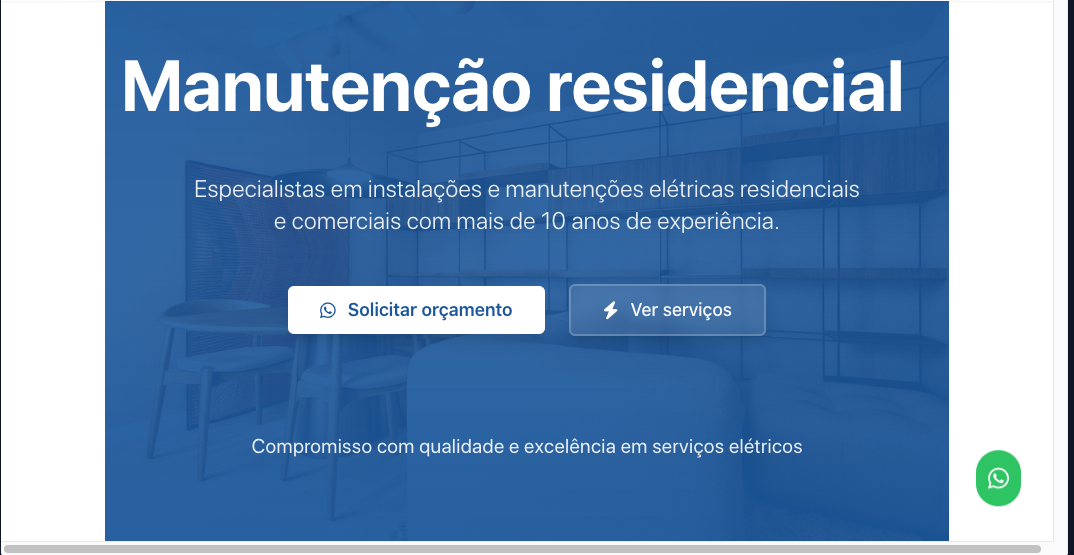 Manutenção residencial
Especialistas em instalações e manutenções elétricas residenciais
e comerciais com mais de 10 anos de experiência.
Solicitar orçamento
Ver serviços
Compromisso com qualidade e excelência em serviços elétricos